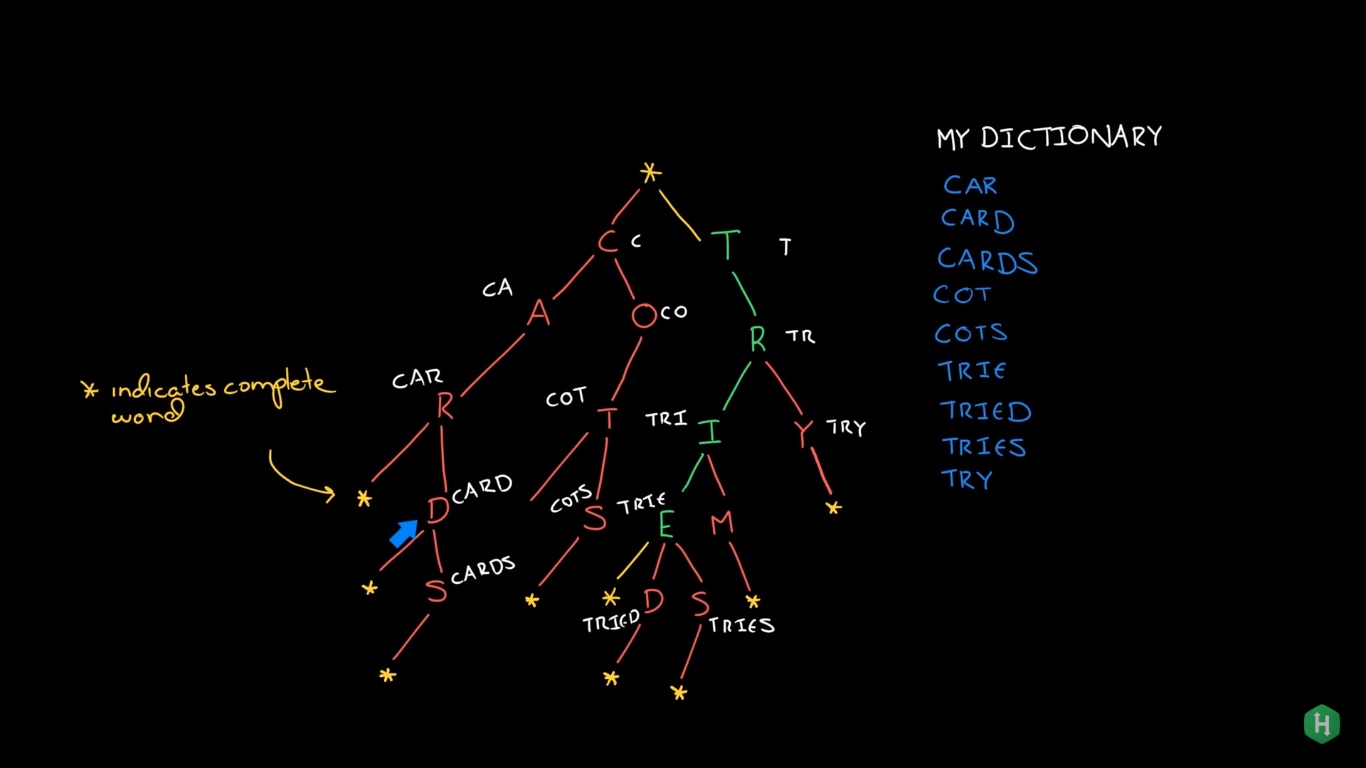 MY DICTIONARY
CAR
CARD
CARDS
COT
COTS
TRIE
TRIED
TRIES
TRY
*
C C
T T
CA
A
O CO
R TR
* indicates complete
word
CAR
R
COT
T
TRI
I
Y TRY
*
D CARD
COTS
S
TRIE
E
M
*
*
S CARDS
*
*
D
S
*
TRIED
TRIES
*
*
*
H